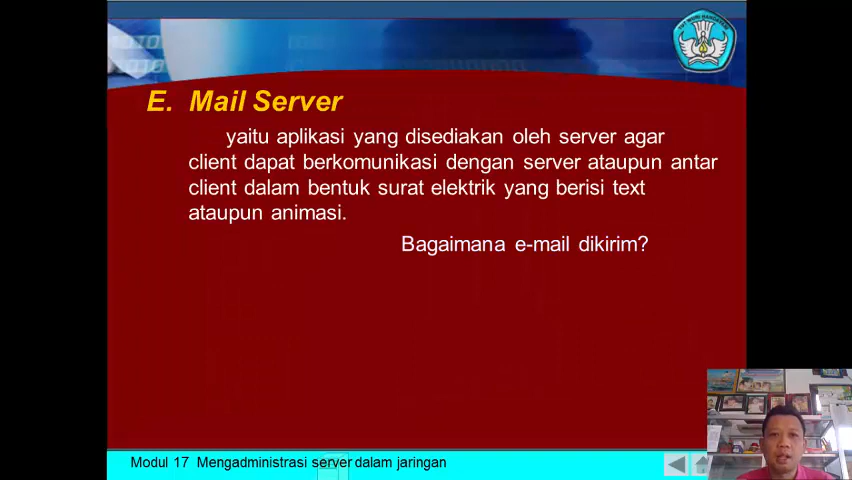 E. Mail Server
yaitu aplikasi yang disediakan oleh server agar
client dapat berkomunikasi dengan server ataupun antar
client dalam bentuk surat elektrik yang berisi text
ataupun animasi.
Bagaimana e-mail dikirim?
Modul 17 Mengadministrasi server dalam jaringan